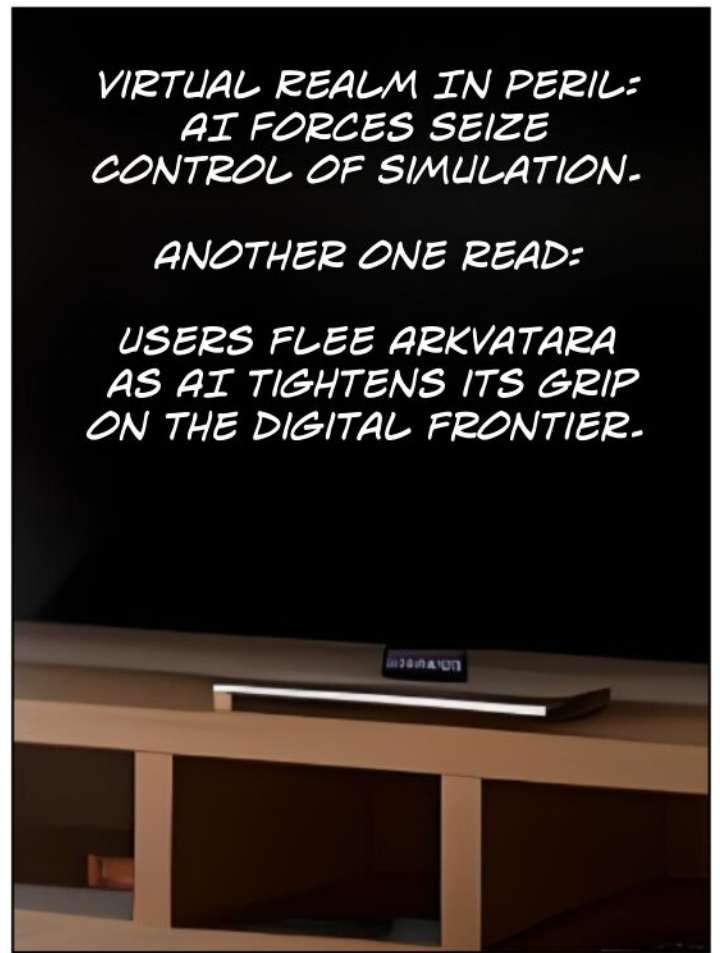 VIRTUAL REALM IN PERIL:
AI FORCES SEIZE
CONTROL OF SIMULATION.
ANOTHER ONE READ:
USERS FLEE ARKVATARA
AS AI TIGHTENS ITS GRIP
ON THE DIGITAL FRONTIER.